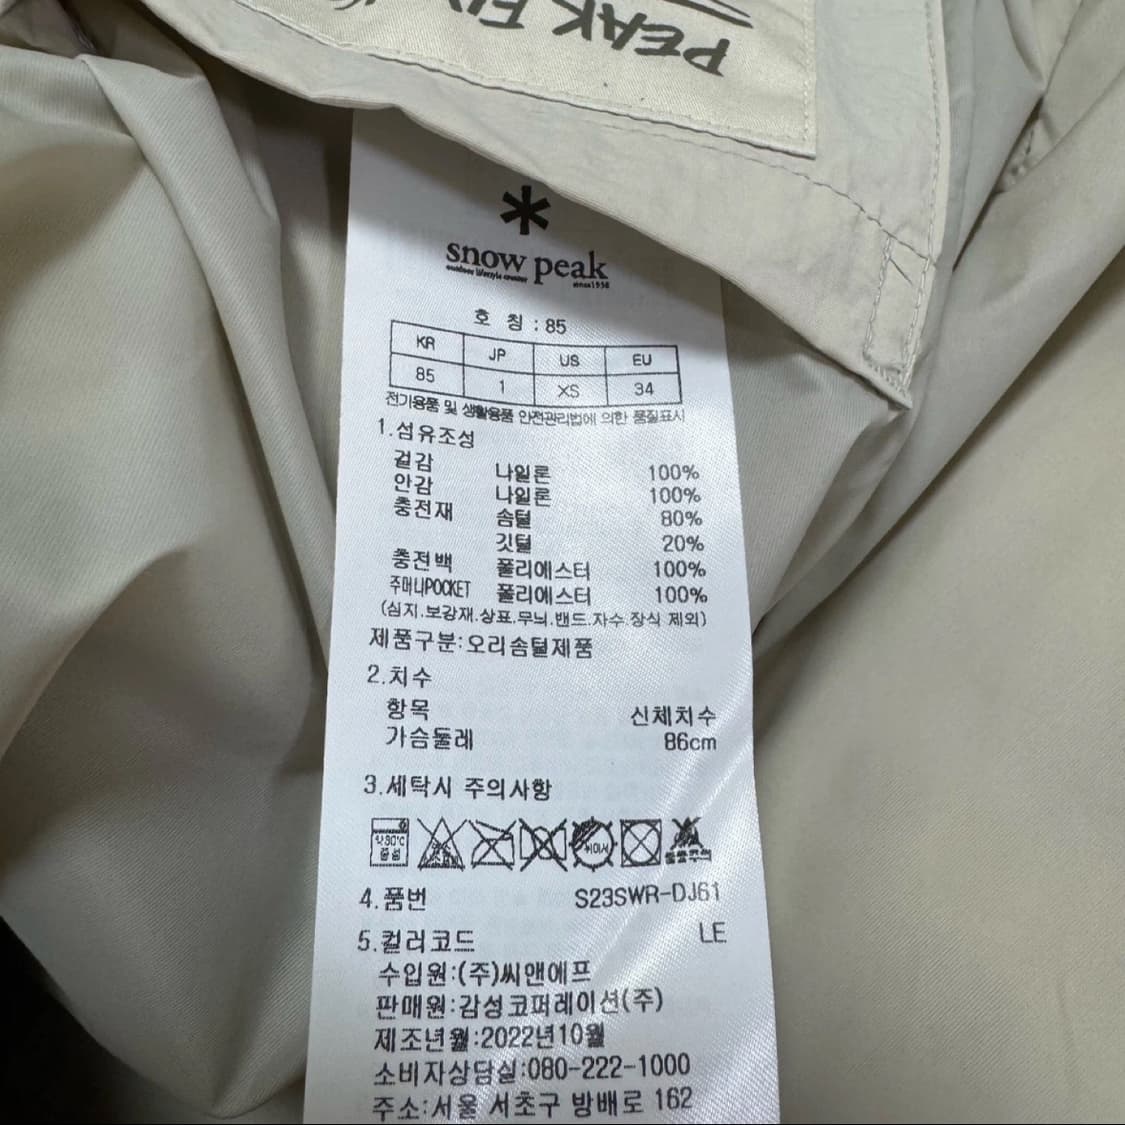 PEAK
snow peak
outdoor lifestyle creator
since1958
호 칭 : 85
KR JP US EU
85 1 XS 34
전기용품 및 생활용품 안전관리법에 의한 품질표시
1.섬유조성
겉감 나일론 100%
안감 나일론 100%
충전재 솜털 80%
깃털 20%
충전백 폴리에스터 100%
주머니POCKET 폴리에스터 100%
(심지.보강재.상표.무늬.밴드.자수.장식 제외)
제품구분:오리솜털제품
2.치수
항목 신체치수
가슴둘레 86cm
3.세탁시 주의사항
약30℃
중성
4.품번 S23SWR-DJ61
5.컬러코드 LE
수입원:(주)씨앤에프
판매원:감성코퍼레이션(주)
제조년월:2022년10월
소비자상담실:080-222-1000
주소:서울 서초구 방배로 162